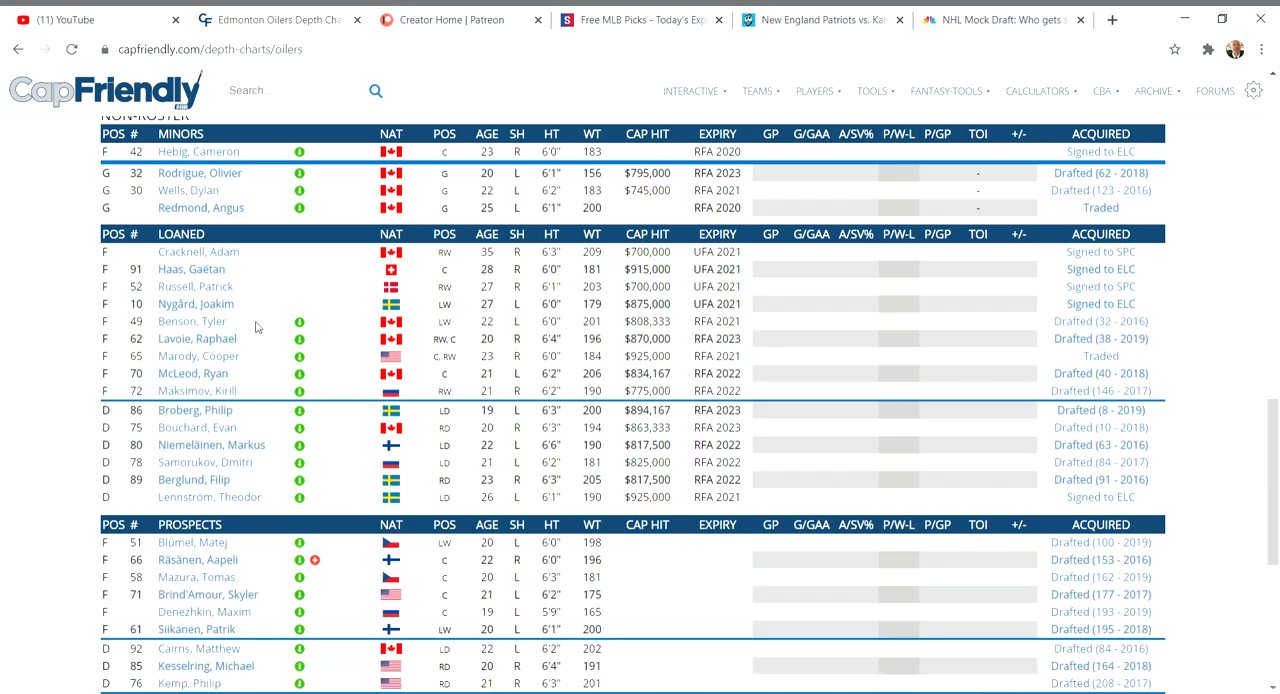 (11) YouTube
Edmonton Oilers Depth Cha
Creator Home | Patreon
Free MLB Picks - Today's Exp
New England Patriots vs. Kan
NHL Mock Draft: Who gets s
capfriendly.com/depth-charts/oilers
CapFriendly Search... INTERACTIVE TEAMS PLAYERS TOOLS FANTASY-TOOLS CALCULATORS CBA ARCHIVE FORUMS
NON-ROSTER
POS # MINORS NAT POS AGE SH HT WT CAP HIT EXPIRY GP G/GAA A/SV% P/W-L P/GP TOI +/- ACQUIRED
F 42 Hebig, Cameron C 23 R 6'0" 183 RFA 2020 Signed to ELC
G 32 Rodrigue, Olivier G 20 L 6'1" 156 $795,000 RFA 2023 - Drafted (62 - 2018)
G 30 Wells, Dylan G 22 L 6'2" 183 $745,000 RFA 2021 - Drafted (123 - 2016)
G Redmond, Angus G 25 L 6'1" 200 RFA 2020 - Traded
POS # LOANED NAT POS AGE SH HT WT CAP HIT EXPIRY GP G/GAA A/SV% P/W-L P/GP TOI +/- ACQUIRED
F Cracknell, Adam RW 35 R 6'3" 209 $700,000 UFA 2021 Signed to SPC
F 91 Haas, Gaëtan C 28 R 6'0" 181 $915,000 UFA 2021 Signed to ELC
F 52 Russell, Patrick RW 27 R 6'1" 203 $700,000 UFA 2021 Signed to SPC
F 10 Nygård, Joakim LW 27 L 6'0" 179 $875,000 UFA 2021 Signed to ELC
F 49 Benson, Tyler LW 22 L 6'0" 201 $808,333 RFA 2021 Drafted (32 - 2016)
F 62 Lavoie, Raphael RW, C 20 R 6'4" 196 $870,000 RFA 2023 Drafted (38 - 2019)
F 65 Marody, Cooper C, RW 23 R 6'0" 184 $925,000 RFA 2021 Traded
F 70 McLeod, Ryan C 21 L 6'2" 206 $834,167 RFA 2022 Drafted (40 - 2018)
F 72 Maksimov, Kirill RW 21 R 6'2" 190 $775,000 RFA 2022 Drafted (146 - 2017)
D 86 Broberg, Philip LD 19 L 6'3" 200 $894,167 RFA 2023 Drafted (8 - 2019)
D 75 Bouchard, Evan RD 20 R 6'3" 194 $863,333 RFA 2022 Drafted (10 - 2018)
D 80 Niemeläinen, Markus LD 22 L 6'6" 190 $817,500 RFA 2022 Drafted (63 - 2016)
D 78 Samorukov, Dmitri LD 21 L 6'2" 181 $825,000 RFA 2022 Drafted (84 - 2017)
D 89 Berglund, Filip RD 23 R 6'3" 205 $817,500 RFA 2022 Drafted (91 - 2016)
D Lennström, Theodor LD 26 L 6'1" 190 $925,000 RFA 2021 Signed to ELC
POS # PROSPECTS NAT POS AGE SH HT WT CAP HIT EXPIRY GP G/GAA A/SV% P/W-L P/GP TOI +/- ACQUIRED
F 51 Blümel, Matej LW 20 L 6'0" 198 Drafted (100 - 2019)
F 66 Räsänen, Aapeli C 22 R 6'0" 196 Drafted (153 - 2016)
F 58 Mazura, Tomas C 20 L 6'3" 181 Drafted (162 - 2019)
F 71 Brind'Amour, Skyler C 21 L 6'2" 175 Drafted (177 - 2017)
F Denezhkin, Maxim C 19 L 5'9" 165 Drafted (193 - 2019)
F 61 Siikanen, Patrik LW 20 L 6'1" 200 Drafted (195 - 2018)
D 92 Cairns, Matthew LD 22 L 6'2" 202 Drafted (84 - 2016)
D 85 Kesselring, Michael RD 20 R 6'4" 191 Drafted (164 - 2018)
D 76 Kemp, Philip RD 21 R 6'3" 201 Drafted (208 - 2017)